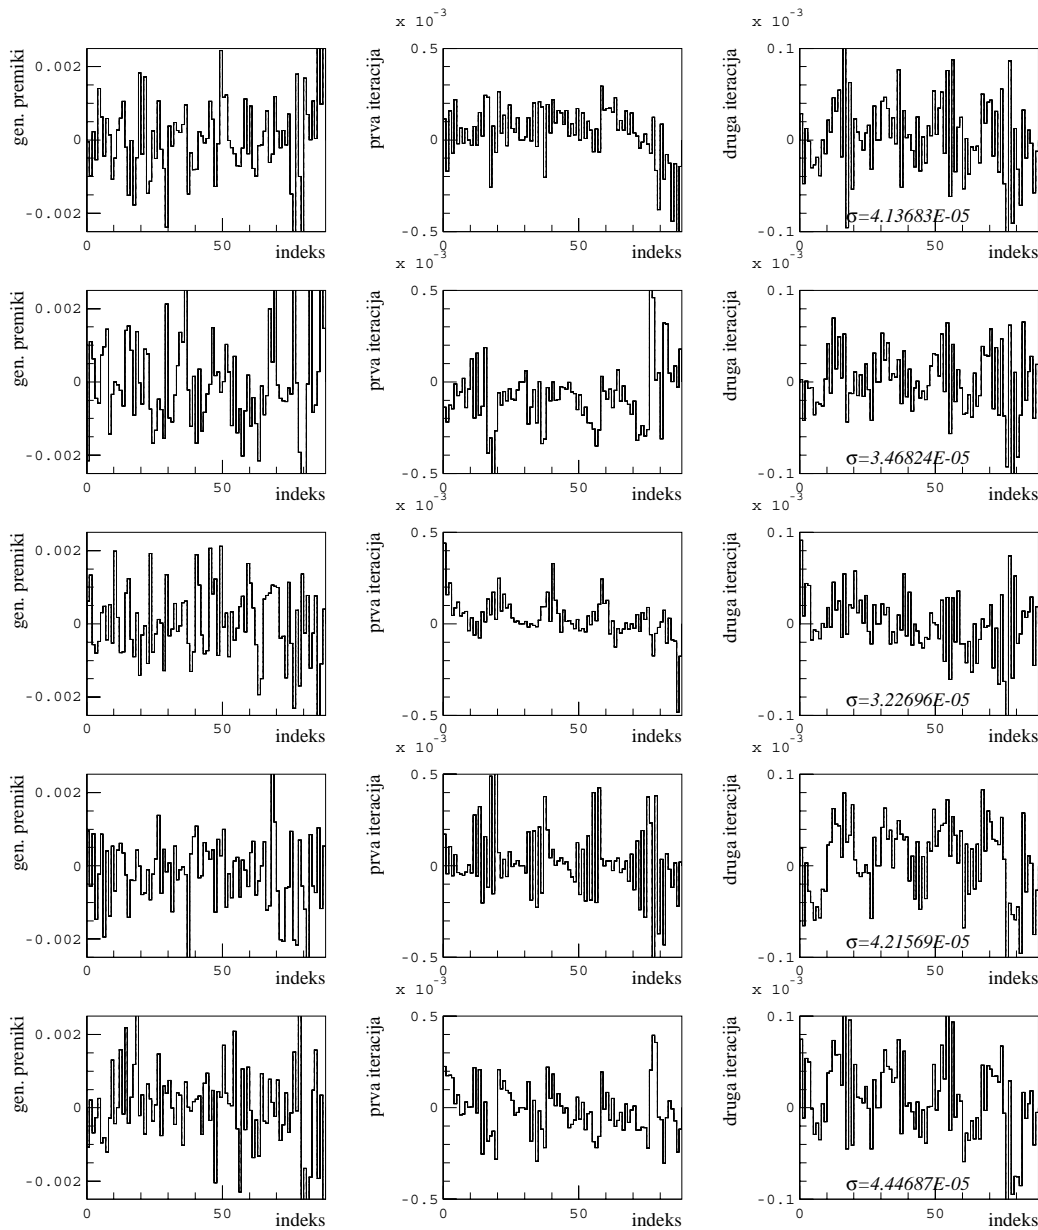 x 10-3
x 10-3
gen. premiki
0.002
0
-0.002
0
50
indeks
prva iteracija
0.5
0
-0.5
0
50
indeks
druga iteracija
0.1
0
-0.1
0
50
indeks
σ=4.13683E-05
x 10-3
x 10-3
gen. premiki
0.002
0
-0.002
0
50
indeks
prva iteracija
0.5
0
-0.5
0
50
indeks
druga iteracija
0.1
0
-0.1
0
50
indeks
σ=3.46824E-05
x 10-3
x 10-3
gen. premiki
0.002
0
-0.002
0
50
indeks
prva iteracija
0.5
0
-0.5
0
50
indeks
druga iteracija
0.1
0
-0.1
0
50
indeks
σ=3.22696E-05
x 10-3
x 10-3
gen. premiki
0.002
0
-0.002
0
50
indeks
prva iteracija
0.5
0
-0.5
0
50
indeks
druga iteracija
0.1
0
-0.1
0
50
indeks
σ=4.21569E-05
x 10-3
x 10-3
gen. premiki
0.002
0
-0.002
0
50
indeks
prva iteracija
0.5
0
-0.5
0
50
indeks
druga iteracija
0.1
0
-0.1
0
50
indeks
σ=4.44687E-05